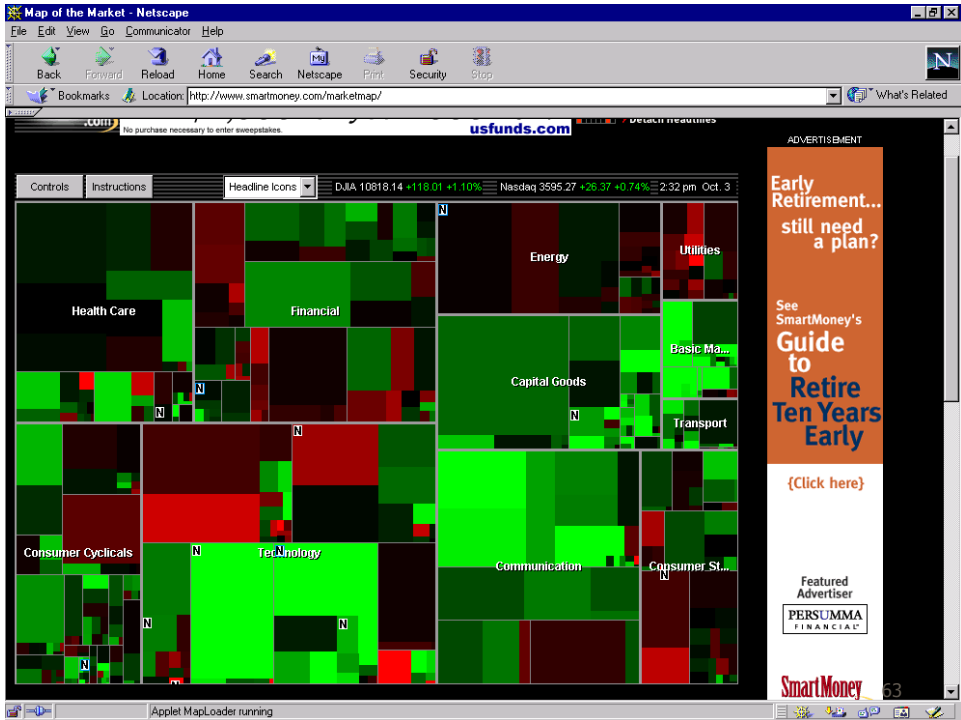 Map of the Market - Netscape
File Edit View Go Communicator Help
Back Forward Reload Home Search Netscape Print Security Stop
My
N
Bookmarks Location: http://www.smartmoney.com/marketmap/ What's Related
.com
No purchase necessary to enter sweepstakes.
usfunds.com
? Detach Headlines
ADVERTISEMENT
Controls Instructions Headline Icons DJIA 10818.14 +118.01 +1.10% Nasdaq 3595.27 +26.37 +0.74% 2:32 pm Oct. 3
Early
Retirement...
still need
a plan?
N
Energy
Utilities
Health Care
Financial
See
SmartMoney's
Guide
to
Retire
Ten Years
Early
Basic Ma...
Capital Goods
N
N
N
Transport
N
{Click here}
Consumer Cyclicals
N
N
Technology
Communication
Consumer St...
N
Featured
Advertiser
PERSUMMA
FINANCIAL
N
N
N
N
SmartMoney
63
Applet MapLoader running